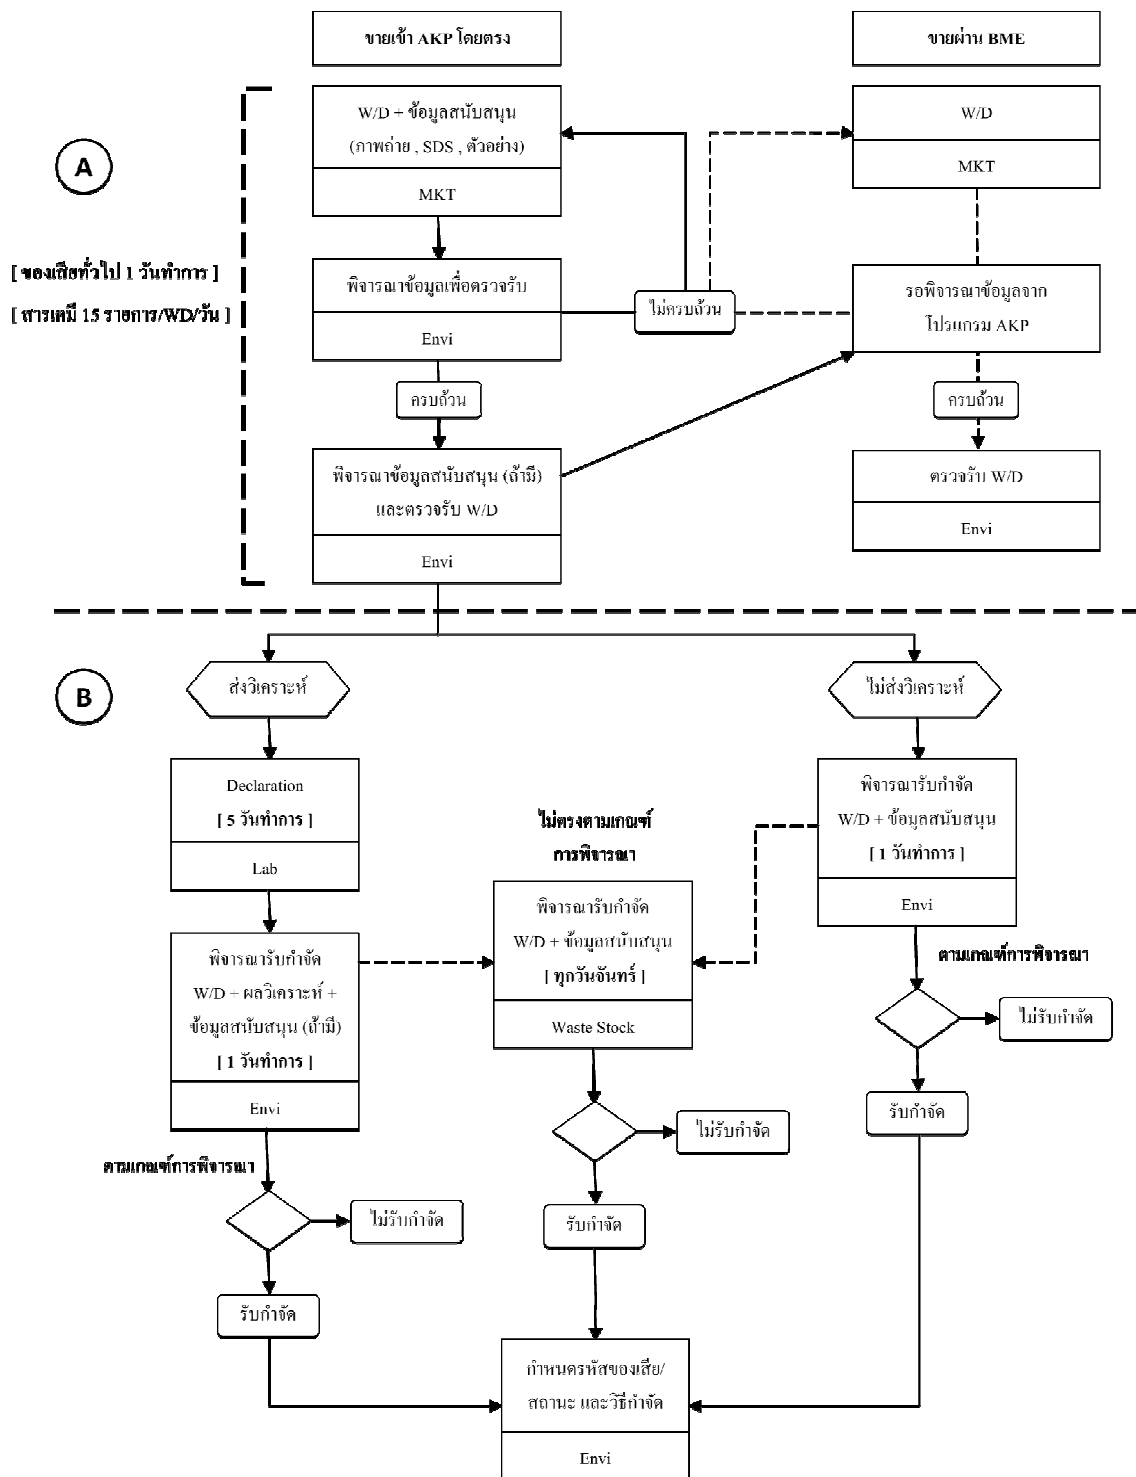 ขายเข้า AKP โดยตรง
ขายผ่าน BME
A
[ ของเสียทั่วไป 1 วันทำการ ]
[ สารเคมี 15 รายการ/WD/วัน ]
W/D + ข้อมูลสนับสนุน
(ภาพถ่าย , SDS , ตัวอย่าง)
MKT
W/D
MKT
พิจารณาข้อมูลเพื่อตรวจรับ
Envi
ไม่ครบถ้วน
รอพิจารณาข้อมูลจาก
โปรแกรม AKP
ครบถ้วน
ครบถ้วน
พิจารณาข้อมูลสนับสนุน (ถ้ามี)
และตรวจรับ W/D
Envi
ตรวจรับ W/D
Envi
B
ส่งวิเคราะห์
ไม่ส่งวิเคราะห์
Declaration
[ 5 วันทำการ ]
Lab
พิจารณารับกำจัด
W/D + ข้อมูลสนับสนุน
[ 1 วันทำการ ]
Envi
ไม่ตรงตามเกณฑ์
การพิจารณา
พิจารณารับกำจัด
W/D + ข้อมูลสนับสนุน
[ ทุกวันจันทร์ ]
Waste Stock
พิจารณารับกำจัด
W/D + ผลวิเคราะห์ +
ข้อมูลสนับสนุน (ถ้ามี)
[ 1 วันทำการ ]
Envi
ตามเกณฑ์การพิจารณา
ไม่รับกำจัด
รับกำจัด
ไม่รับกำจัด
รับกำจัด
ตามเกณฑ์การพิจารณา
ไม่รับกำจัด
รับกำจัด
กำหนดรหัสของเสีย/
สถานะ และวิธีกำจัด
Envi